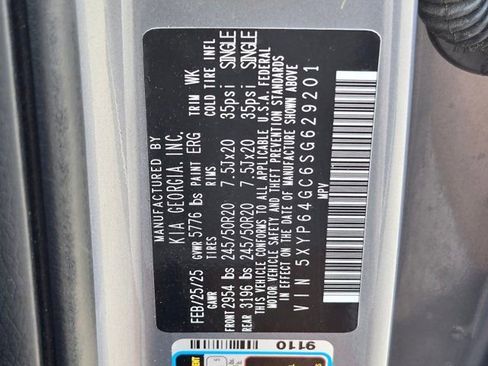 MANUFACTURED BY
KIA GEORGIA, INC.
FEB/25/25 GVWR 5776 lbs PAINT ERG TRIM WK
GAWR TIRES RIMS COLD TIRE INFL
FRONT 2954 lbs 245/50R20 7.5Jx20 35psi SINGLE
REAR 3196 lbs 245/50R20 7.5Jx20 35psi SINGLE
THIS VEHICLE CONFORMS TO ALL APPLICABLE U.S.A. FEDERAL
MOTOR VEHICLE SAFETY AND THEFT PREVENTION STANDARDS
IN EFFECT ON THE DATE OF MANUFACTURE SHOWN ABOVE
VIN 5XYP64GC6SG629201
MPV
9110